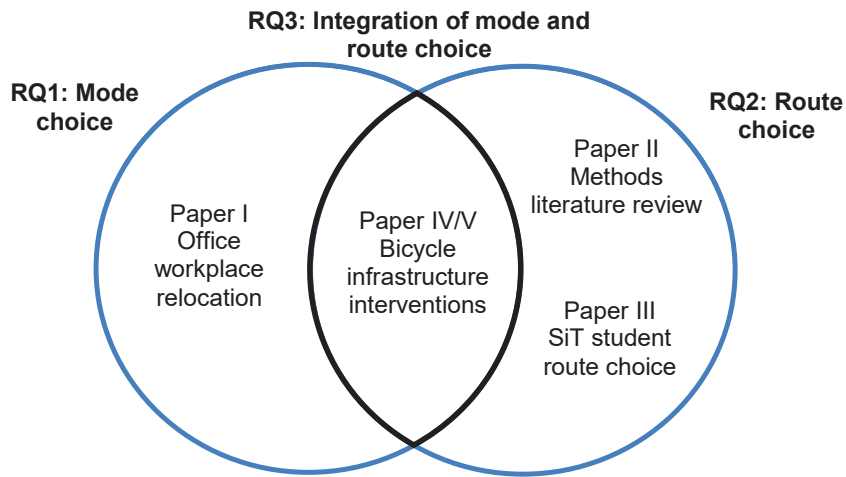 RQ3: Integration of mode and
route choice
RQ1: Mode
choice
RQ2: Route
choice
Paper I
Office
workplace
relocation
Paper IV/V
Bicycle
infrastructure
interventions
Paper II
Methods
literature review
Paper III
SiT student
route choice